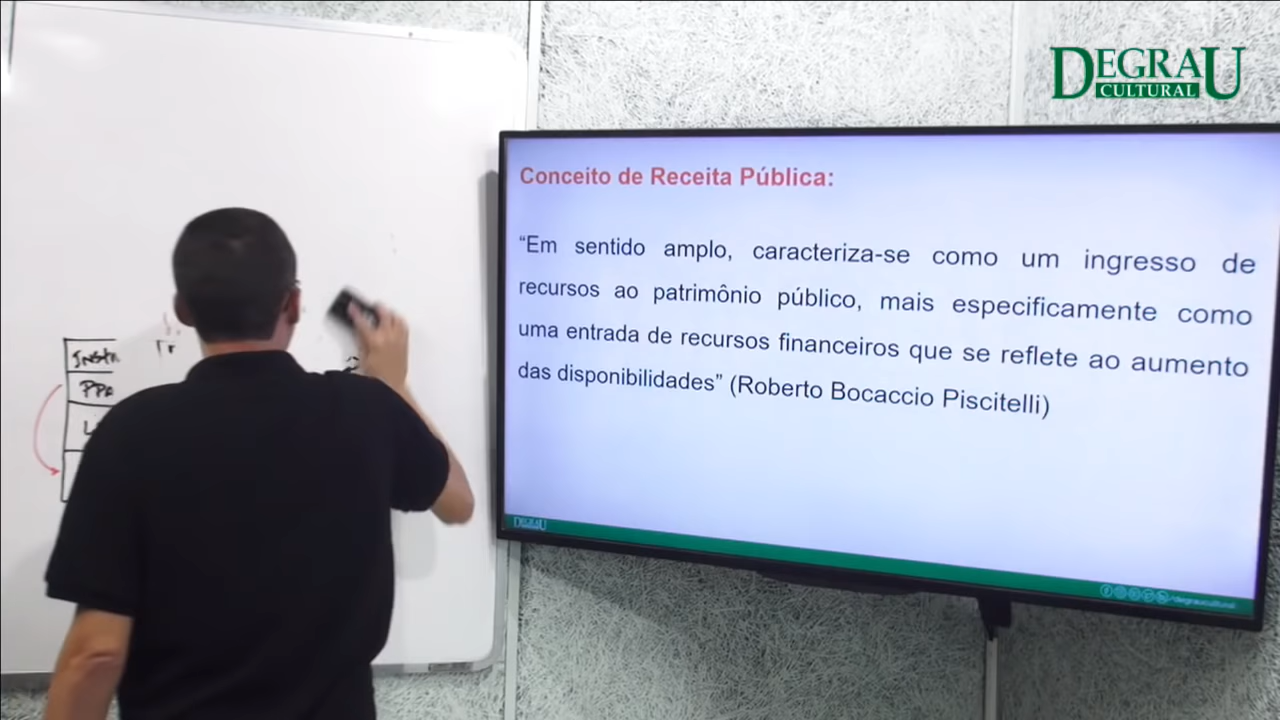 DEGRAU
CULTURAL
Conceito de Receita Pública:
“Em sentido amplo, caracteriza-se como um ingresso de
recursos ao patrimônio público, mais especificamente como
uma entrada de recursos financeiros que se reflete ao aumento
das disponibilidades” (Roberto Bocaccio Piscitelli)
PPA
DEGRAU
/degraucultural